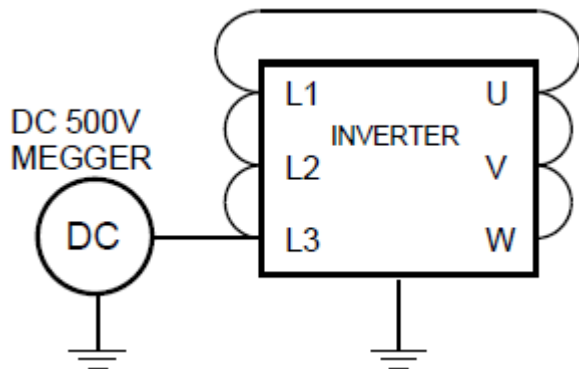 DC 500V
MEGGER
DC
L1
U
INVERTER
L2
V
L3
W